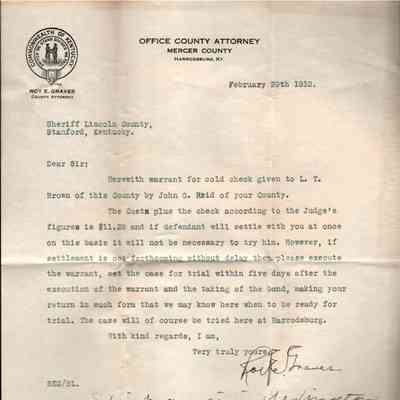 COMMONWEALTH OF KENTUCKY
ROY E. GRAVES
COUNTY ATTORNEY
OFFICE COUNTY ATTORNEY
MERCER COUNTY
HARRODSBURG, KY
February 29th 1932.
Sheriff Lincoln County,
Stanford, Kentucky.
Dear Sir;
Herewith warrant for cold check given to L. T.
Brown of this County by John G. Reid of your County.
The Costs plus the check according to the Judge's
figures is $11.28 and if defendant will settle with you at once
on this basis it will not be necessary to try him. However, if
settlement is not forthcoming without delay then please execute
the warrant, set the case for trial within five days after the
execution of the warrant and the taking of the bond, making your
return in such form that we may know here when to be ready for
trial. The case will of course be tried here at Harrodsburg.
With kind regards, I am,
Very truly yours,
Roy E. Graves
REG/EL.